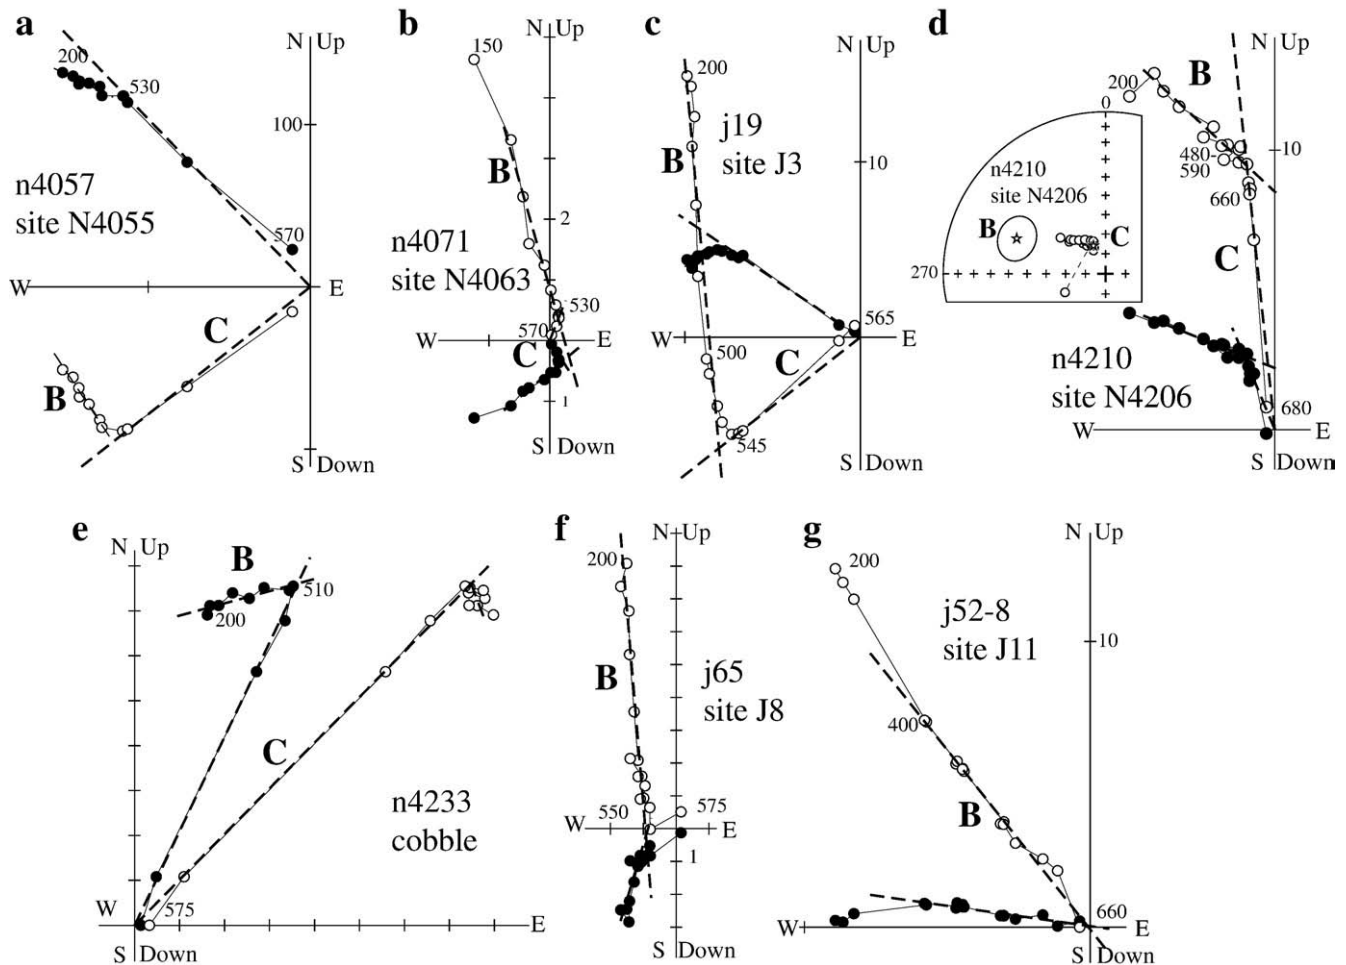 a
N Up
200
530
100
n4057
site N4055
570
W E
C
B
S Down
b
N Up
150
B
2
n4071
site N4063
530
570
W E
C
1
S Down
c
N Up
200
j19
site J3
B
10
565
W E
500
C
545
S Down
d
N Up
200
B
0
10
480-
590
n4210
site N4206
660
B
C
C
270
n4210
site N4206
680
W E
S Down
e
N Up
B
510
200
C
n4233
cobble
W
575
E
S Down
f
N Up
200
B
j65
site J8
550
575
W E
1
S Down
g
N Up
200
j52-8
site J11
10
400
B
660
W E
S Down